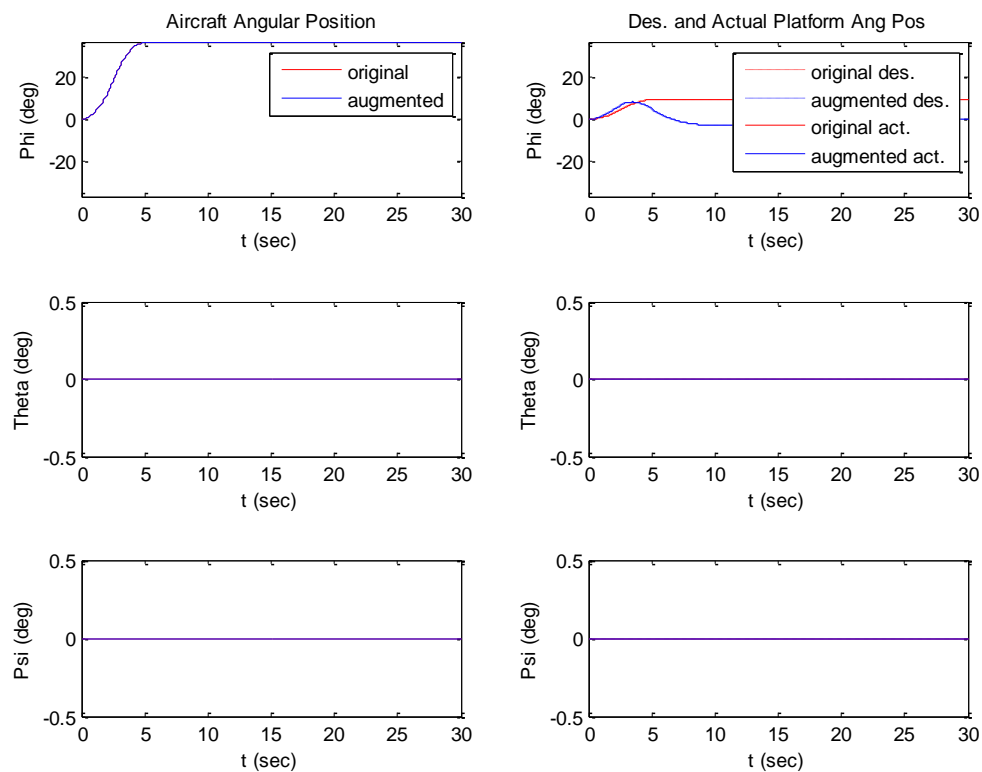 Aircraft Angular Position
Des. and Actual Platform Ang Pos
Phi (deg)
20
0
-20
original
augmented
0 5 10 15 20 25 30
t (sec)
Phi (deg)
20
0
-20
original des.
augmented des.
original act.
augmented act.
0 5 10 15 20 25 30
t (sec)
Theta (deg)
0.5
0
-0.5
0 5 10 15 20 25 30
t (sec)
Theta (deg)
0.5
0
-0.5
0 5 10 15 20 25 30
t (sec)
Psi (deg)
0.5
0
-0.5
0 5 10 15 20 25 30
t (sec)
Psi (deg)
0.5
0
-0.5
0 5 10 15 20 25 30
t (sec)